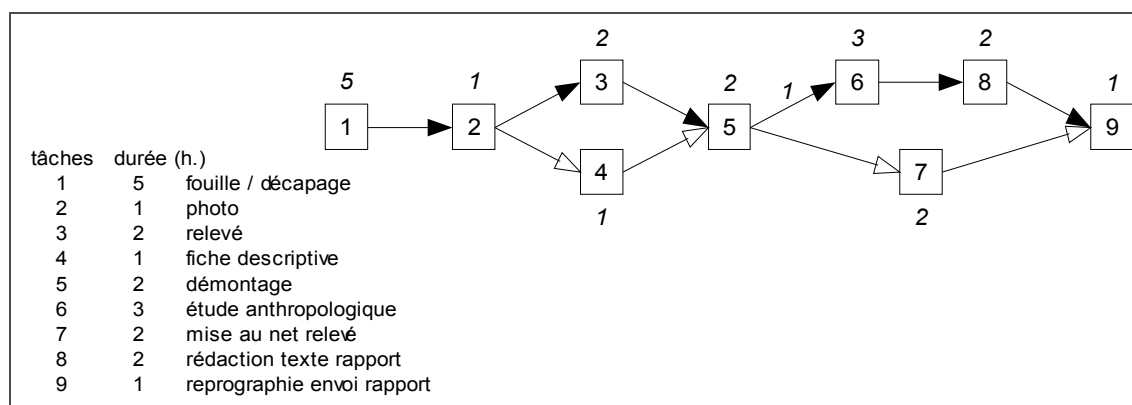 2 3 2
5 1 3 2 1 6 8 1
1 2 5 9
tâches durée (h.)
4 7
1 5 fouille / décapage
2 1 photo
1 2
3 2 relevé
4 1 fiche descriptive
5 2 démontage
6 3 étude anthropologique
7 2 mise au net relevé
8 2 rédaction texte rapport
9 1 reprographie envoi rapport